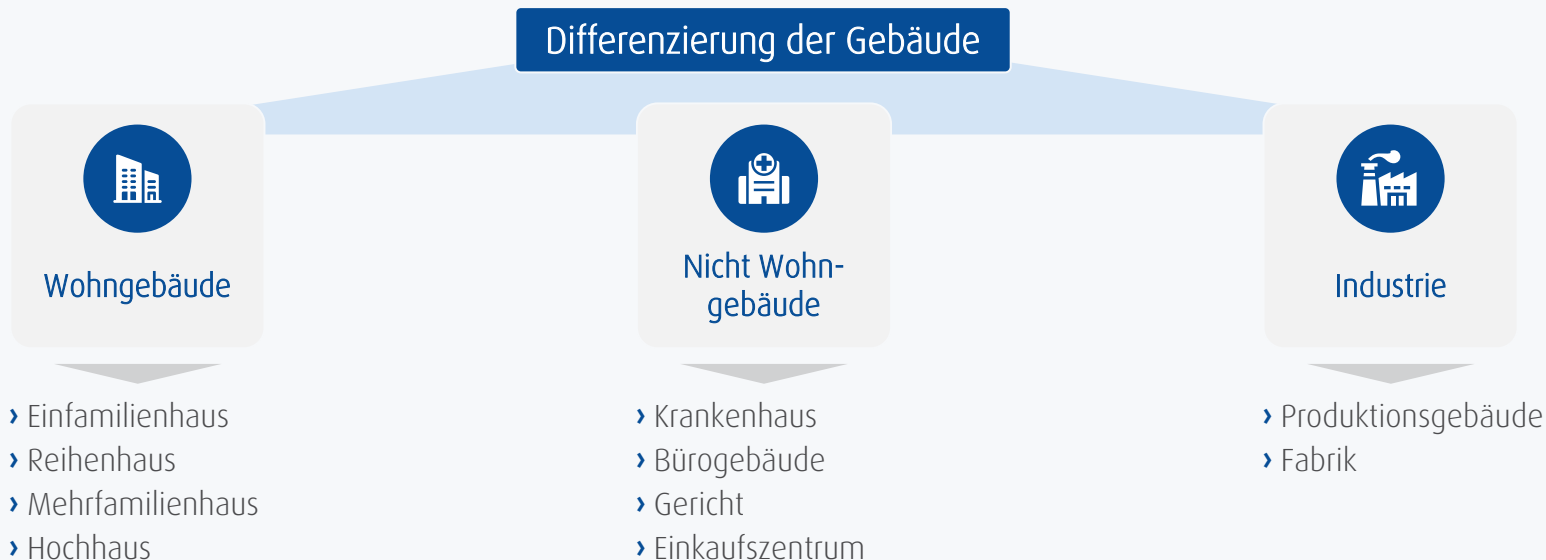 Differenzierung der Gebäude
Wohngebäude
Nicht Wohn-
gebäude
Industrie
› Einfamilienhaus
› Reihenhaus
› Mehrfamilienhaus
› Hochhaus
› Krankenhaus
› Bürogebäude
› Gericht
› Einkaufszentrum
› Produktionsgebäude
› Fabrik